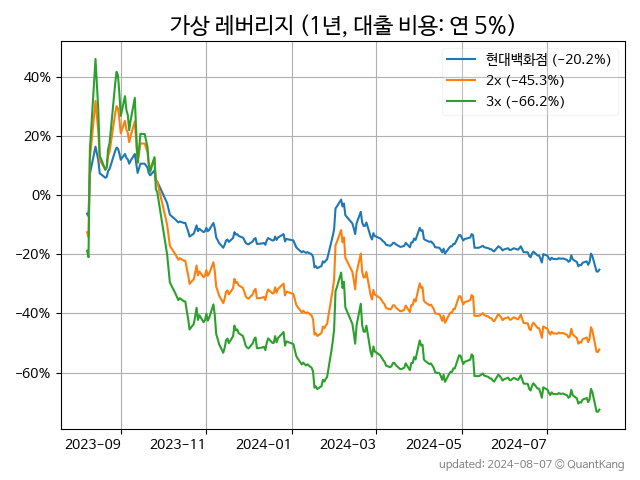 가상 레버리지 (1년, 대출 비용: 연 5%)
현대백화점 (-20.2%)
2x (-45.3%)
3x (-66.2%)
40%
20%
0%
-20%
-40%
-60%
2023-09 2023-11 2024-01 2024-03 2024-05 2024-07
updated: 2024-08-07 © QuantKang